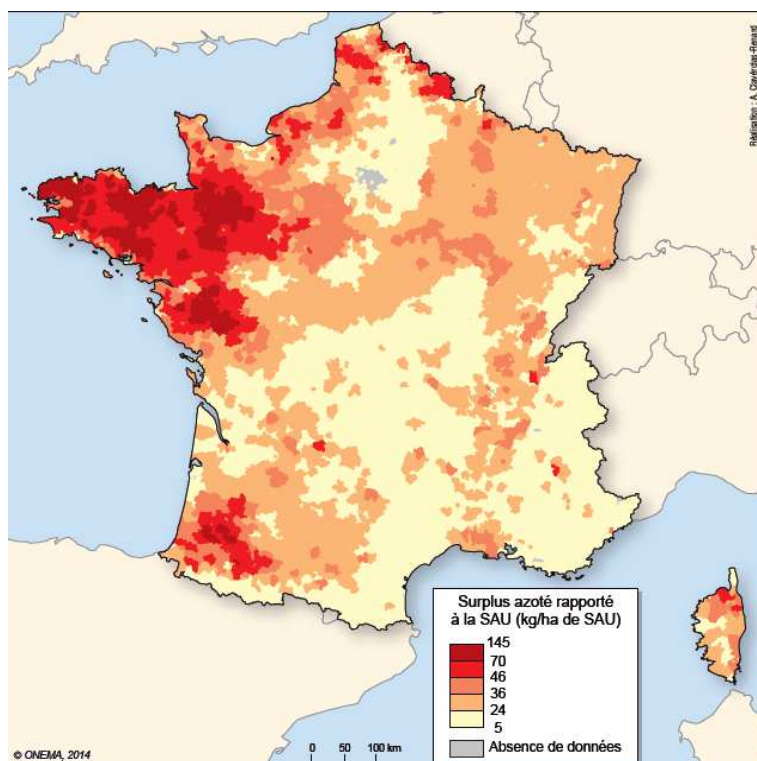 Réalisation : A. Clavérolas-Renard
Surplus azoté rapporté
à la SAU (kg/ha de SAU)
145
70
46
36
24
5
Absence de données
0 50 100 km
© ONEMA, 2014